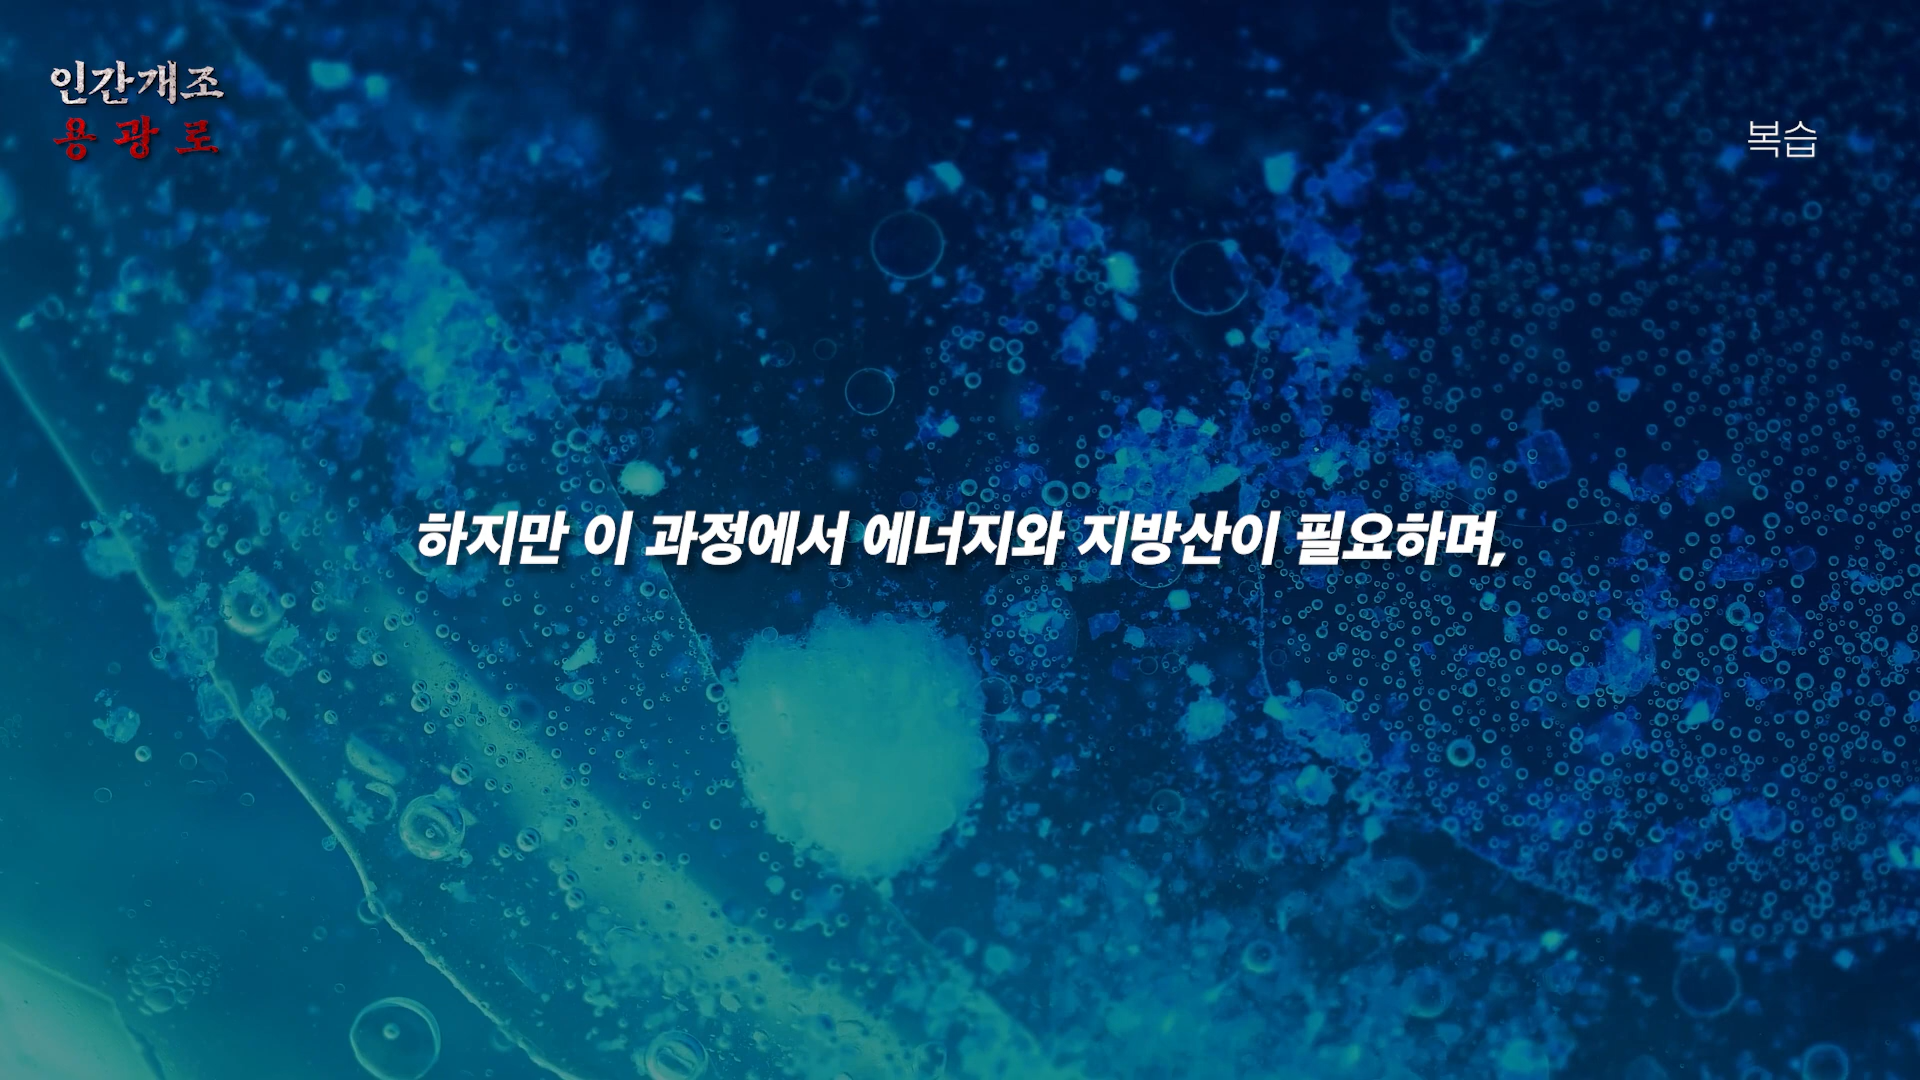 인간개조
용광로
복습
하지만 이 과정에서 에너지와 지방산이 필요하며,